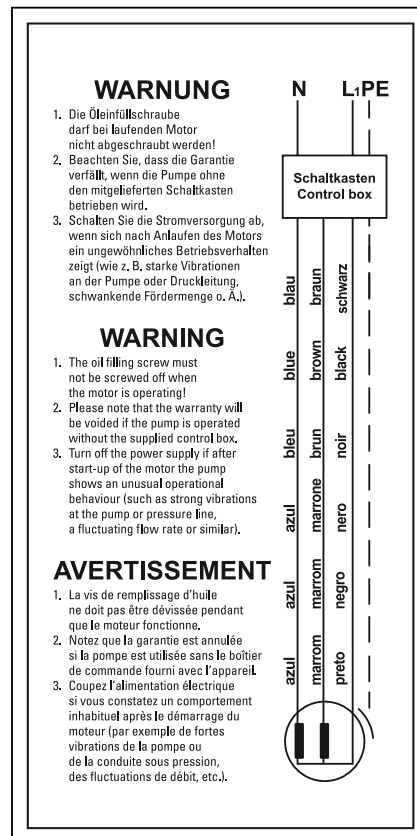 WARNUNG
1. Die Öleinfüllschraube
darf bei laufenden Motor
nicht abgeschraubt werden!
2. Beachten Sie, dass die Garantie
verfällt, wenn die Pumpe ohne
den mitgelieferten Schaltkasten
betrieben wird.
3. Schalten Sie die Stromversorgung ab,
wenn sich nach Anlaufen des Motors
ein ungewöhnliches Betriebsverhalten
zeigt (wie z. B. starke Vibrationen
an der Pumpe oder Druckleitung,
schwankende Fördermenge o. Ä.).
WARNING
1. The oil filling screw must
not be screwed off when
the motor is operating!
2. Please note that the warranty will
be voided if the pump is operated
without the supplied control box.
3. Turn off the power supply if after
start-up of the motor the pump
shows an unusual operational
behaviour (such as strong vibrations
at the pump or pressure line,
a fluctuating flow rate or similar).
AVERTISSEMENT
1. La vis de remplissage d'huile
ne doit pas être dévissée pendant
que le moteur fonctionne.
2. Notez que la garantie est annulée
si la pompe est utilisée sans le boîtier
de commande fourni avec l'appareil.
3. Coupez l'alimentation électrique
si vous constatez un comportement
inhabituel après le démarrage du
moteur (par exemple de fortes
vibrations de la pompe ou
de la conduite sous pression,
des fluctuations de débit, etc.).
N L1 PE
Schaltkasten
Control box
blau braun schwarz
blue brown black
bleu brun noir
azul marrone nero
azul marrom negro
azul marrom preto